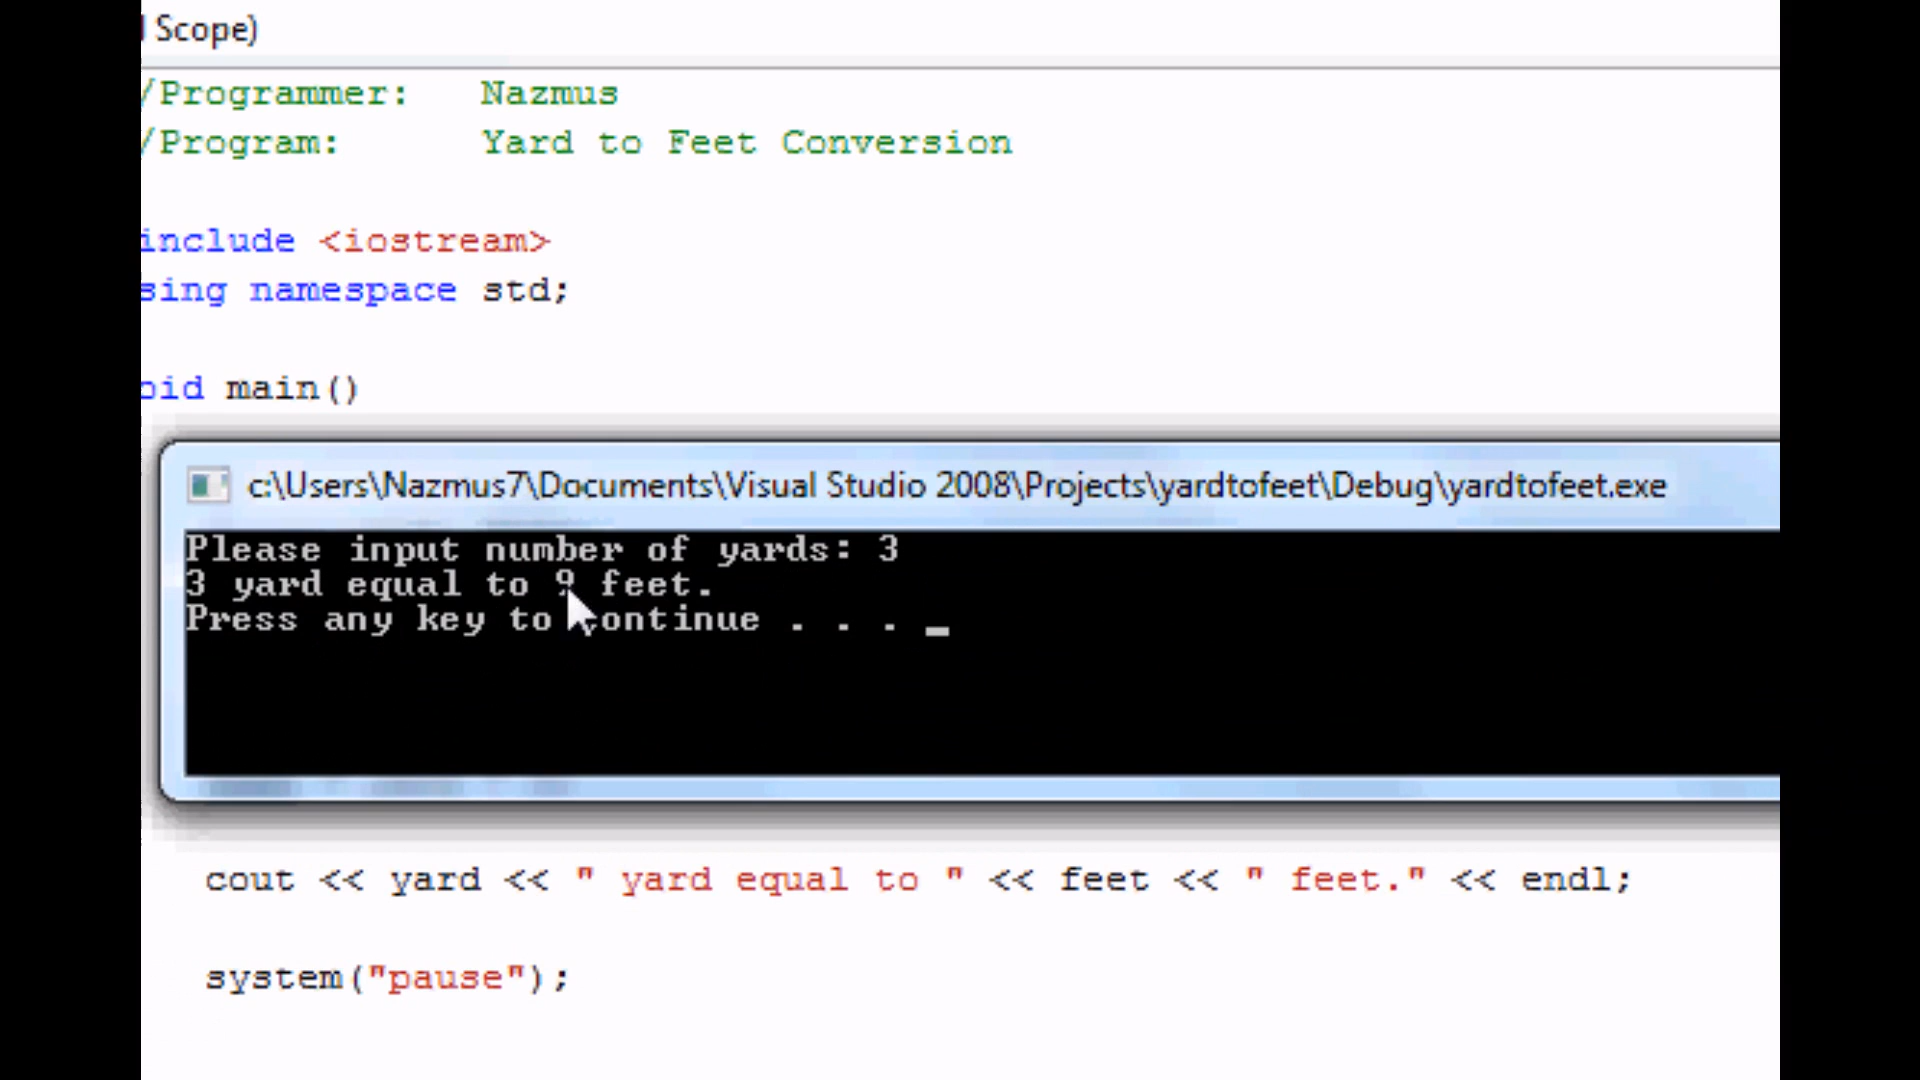 Scope)
/Programmer: Nazmus
/Program: Yard to Feet Conversion
include <iostream>
sing namespace std;
oid main()
c:\Users\Nazmus7\Documents\Visual Studio 2008\Projects\yardtofeet\Debug\yardtofeet.exe
Please input number of yards: 3
3 yard equal to 9 feet.
Press any key to continue . . . _
cout << yard << " yard equal to " << feet << " feet." << endl;
system("pause");